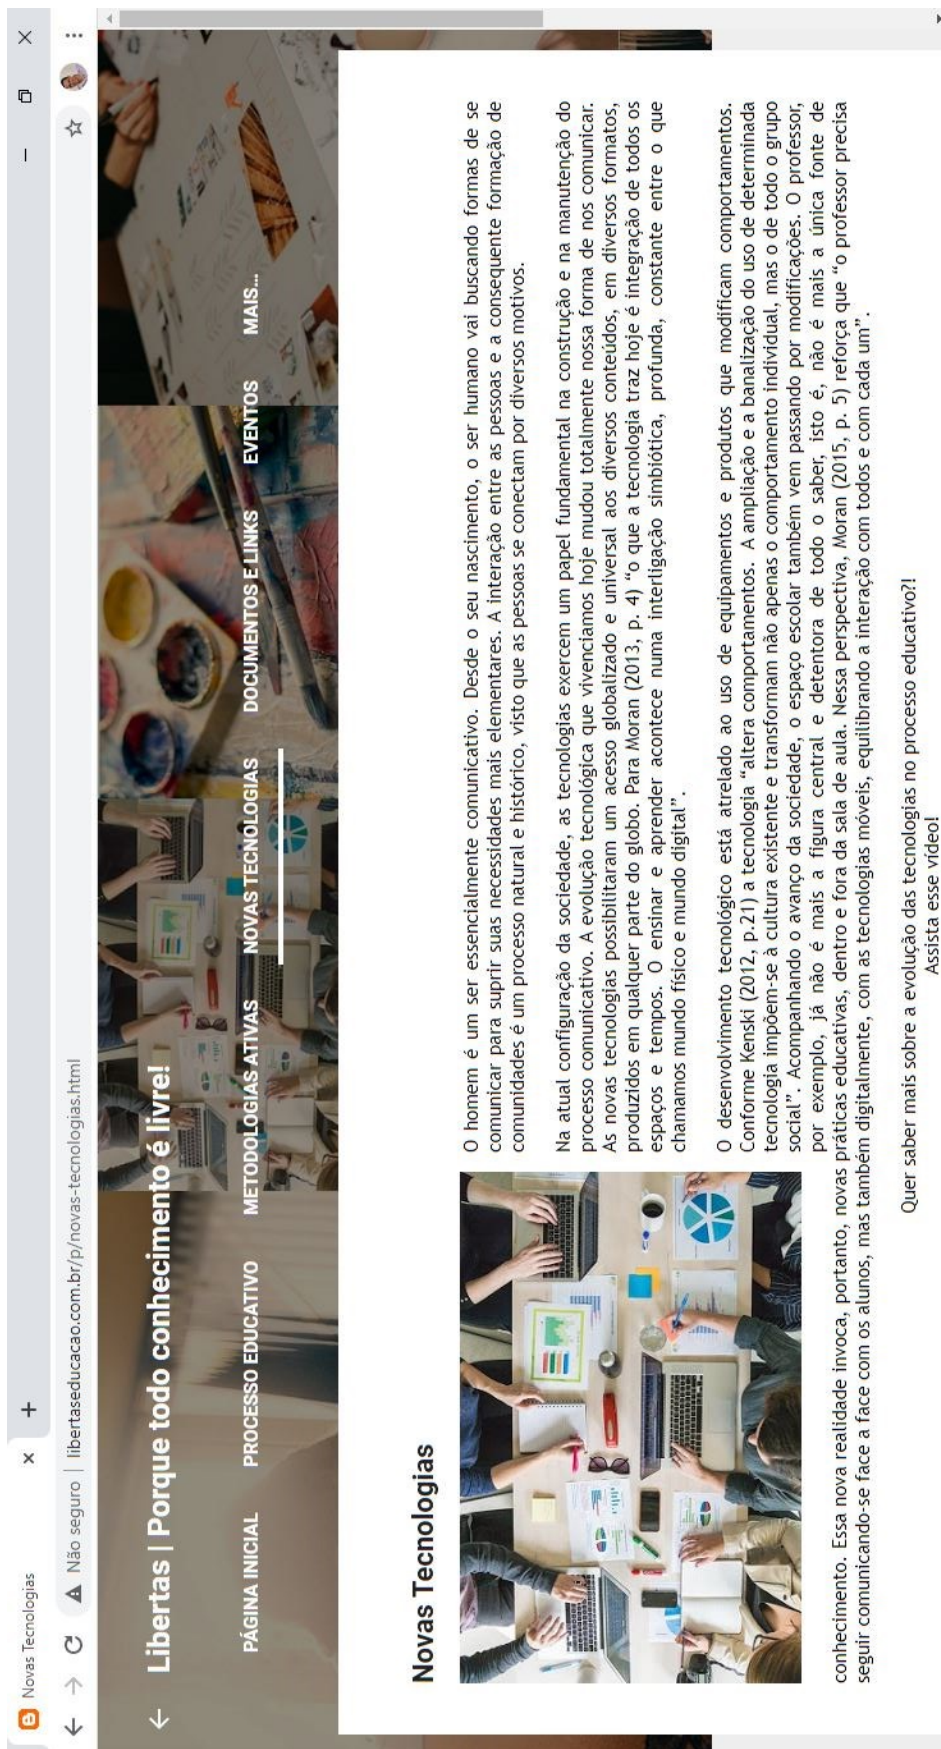 Novas Tecnologias
Não seguro | libertaseducacao.com.br/p/novas-tecnologias.html
Libertas | Porque todo conhecimento é livre!
PÁGINA INICIAL PROCESSO EDUCATIVO METODOLOGIAS ATIVAS NOVAS TECNOLOGIAS DOCUMENTOS E LINKS EVENTOS MAIS...
Novas Tecnologias
O homem é um ser essencialmente comunicativo. Desde o seu nascimento, o ser humano vai buscando formas de se
comunicar para suprir suas necessidades mais elementares. A interação entre as pessoas e a consequente formação de
comunidades é um processo natural e histórico, visto que as pessoas se conectam por diversos motivos.
Na atual configuração da sociedade, as tecnologias exercem um papel fundamental na construção e na manutenção do
processo comunicativo. A evolução tecnológica que vivenciamos hoje mudou totalmente nossa forma de nos comunicar.
As novas tecnologias possibilitaram um acesso globalizado e universal aos diversos conteúdos, em diversos formatos,
produzidos em qualquer parte do globo. Para Moran (2013, p. 4) “o que a tecnologia traz hoje é integração de todos os
espaços e tempos. O ensinar e aprender acontece numa interligação simbiótica, profunda, constante entre o que
chamamos mundo físico e mundo digital”.
O desenvolvimento tecnológico está atrelado ao uso de equipamentos e produtos que modificam comportamentos.
Conforme Kenski (2012, p.21) a tecnologia “altera comportamentos. A ampliação e a banalização do uso de determinada
tecnologia impõem-se à cultura existente e transformam não apenas o comportamento individual, mas o de todo o grupo
social”. Acompanhando o avanço da sociedade, o espaço escolar também vem passando por modificações. O professor,
por exemplo, já não é mais a figura central e detentora de todo o saber, isto é, não é mais a única fonte de
conhecimento. Essa nova realidade invoca, portanto, novas práticas educativas, dentro e fora da sala de aula. Nessa perspectiva, Moran (2015, p. 5) reforça que “o professor precisa
seguir comunicando-se face a face com os alunos, mas também digitalmente, com as tecnologias móveis, equilibrando a interação com todos e com cada um”.
Quer saber mais sobre a evolução das tecnologias no processo educativo?!
Assista esse vídeo!